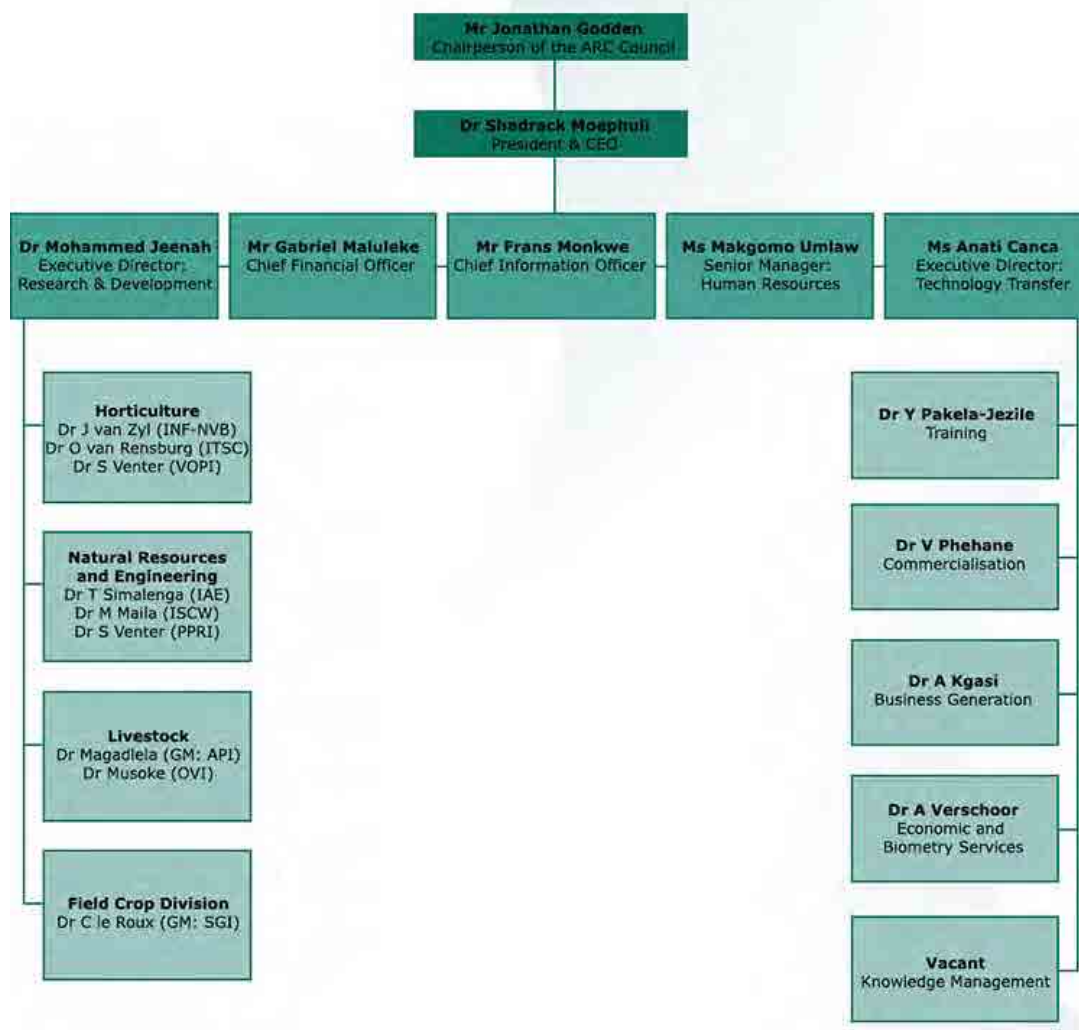 Mr Jonathan Godden
Chairperson of the ARC Council
Dr Shadrack Moephuli
President & CEO
Dr Mohammed Jeenah
Executive Director:
Research & Development
Mr Gabriel Maluleke
Chief Financial Officer
Mr Frans Monkwe
Chief Information Officer
Ms Makgomo Umlaw
Senior Manager:
Human Resources
Ms Anati Canca
Executive Director:
Technology Transfer
Horticulture
Dr J van Zyl (INF-NVB)
Dr O van Rensburg (ITSC)
Dr S Venter (VOPI)
Natural Resources
and Engineering
Dr T Simalenga (IAE)
Dr M Maila (ISCW)
Dr S Venter (PPRI)
Livestock
Dr Magadlela (GM: API)
Dr Musoke (OVI)
Field Crop Division
Dr C le Roux (GM: SGI)
Dr Y Pakela-Jezile
Training
Dr V Phehane
Commercialisation
Dr A Kgasi
Business Generation
Dr A Verschoor
Economic and
Biometry Services
Vacant
Knowledge Management